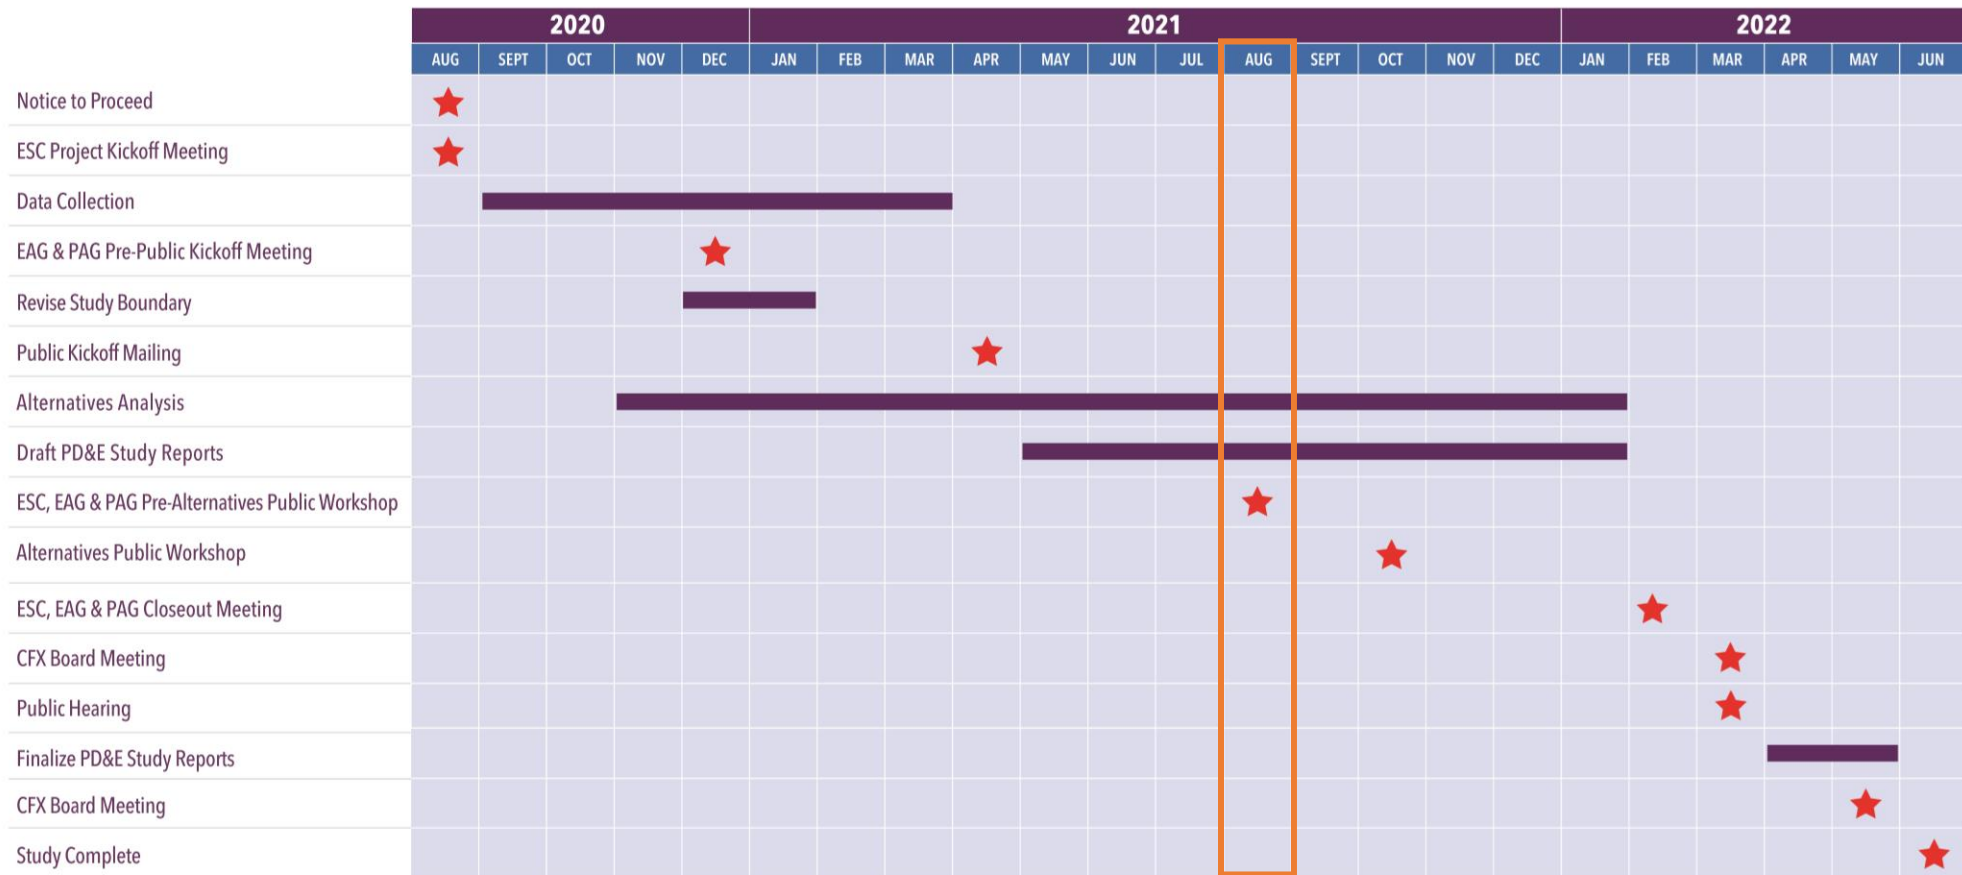 2020 2021 2022
AUG SEPT OCT NOV DEC JAN FEB MAR APR MAY JUN JUL AUG SEPT OCT NOV DEC JAN FEB MAR APR MAY JUN
Notice to Proceed
ESC Project Kickoff Meeting
Data Collection
EAG & PAG Pre-Public Kickoff Meeting
Revise Study Boundary
Public Kickoff Mailing
Alternatives Analysis
Draft PD&E Study Reports
ESC, EAG & PAG Pre-Alternatives Public Workshop
Alternatives Public Workshop
ESC, EAG & PAG Closeout Meeting
CFX Board Meeting
Public Hearing
Finalize PD&E Study Reports
CFX Board Meeting
Study Complete